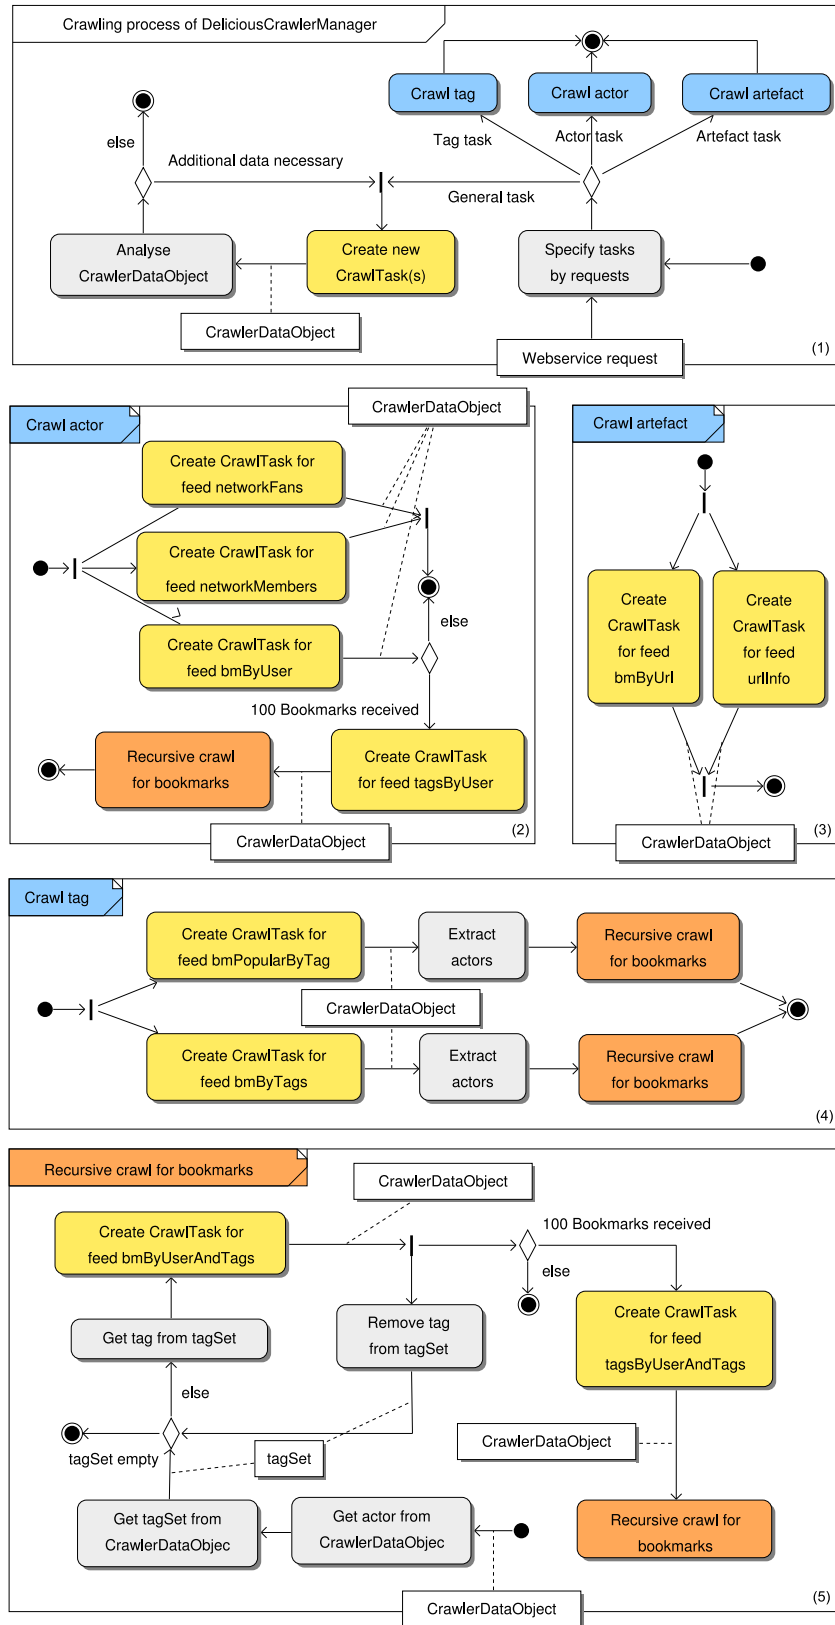 Crawling process of DeliciousCrawlerManager
Crawl tag
Crawl actor
Crawl artefact
Tag task
Actor task
Artefact task
else
Additional data necessary
General task
Analyse
CrawlerDataObject
Create new
CrawlTask(s)
Specify tasks
by requests
CrawlerDataObject
Webservice request
(1)
CrawlerDataObject
Crawl actor
Create CrawlTask for
feed networkFans
Create CrawlTask for
feed networkMembers
Create CrawlTask for
feed bmByUser
else
100 Bookmarks received
Recursive crawl
for bookmarks
Create CrawlTask
for feed tagsByUser
CrawlerDataObject
(2)
Crawl artefact
Create
CrawlTask
for feed
bmByUrl
Create
CrawlTask
for feed
urlInfo
CrawlerDataObject
(3)
Crawl tag
Create CrawlTask for
feed bmPopularByTag
Extract
actors
Recursive crawl
for bookmarks
CrawlerDataObject
Create CrawlTask for
feed bmByTags
Extract
actors
Recursive crawl
for bookmarks
(4)
Recursive crawl for bookmarks
CrawlerDataObject
Create CrawlTask for
feed bmByUserAndTags
100 Bookmarks received
else
Get tag from tagSet
Remove tag
from tagSet
Create CrawlTask
for feed
tagsByUserAndTags
else
tagSet empty
tagSet
CrawlerDataObject
Get tagSet from
CrawlerDataObjec
Get actor from
CrawlerDataObjec
Recursive crawl for
bookmarks
CrawlerDataObject
(5)